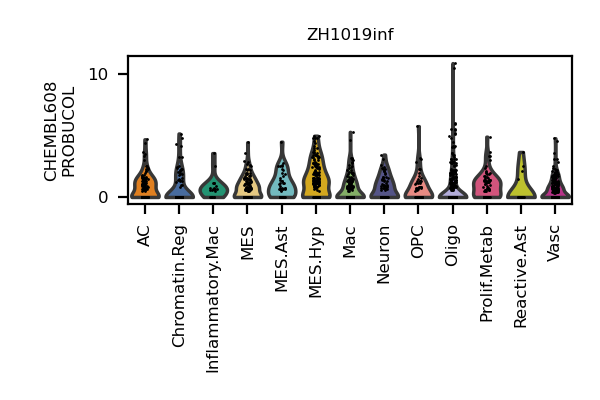 ZH1019inf
CHEMBL608
PROBUCOL
10
0
AC
Chromatin.Reg
Inflammatory.Mac
MES
MES.Ast
MES.Hyp
Mac
Neuron
OPC
Oligo
Prolif.Metab
Reactive.Ast
Vasc